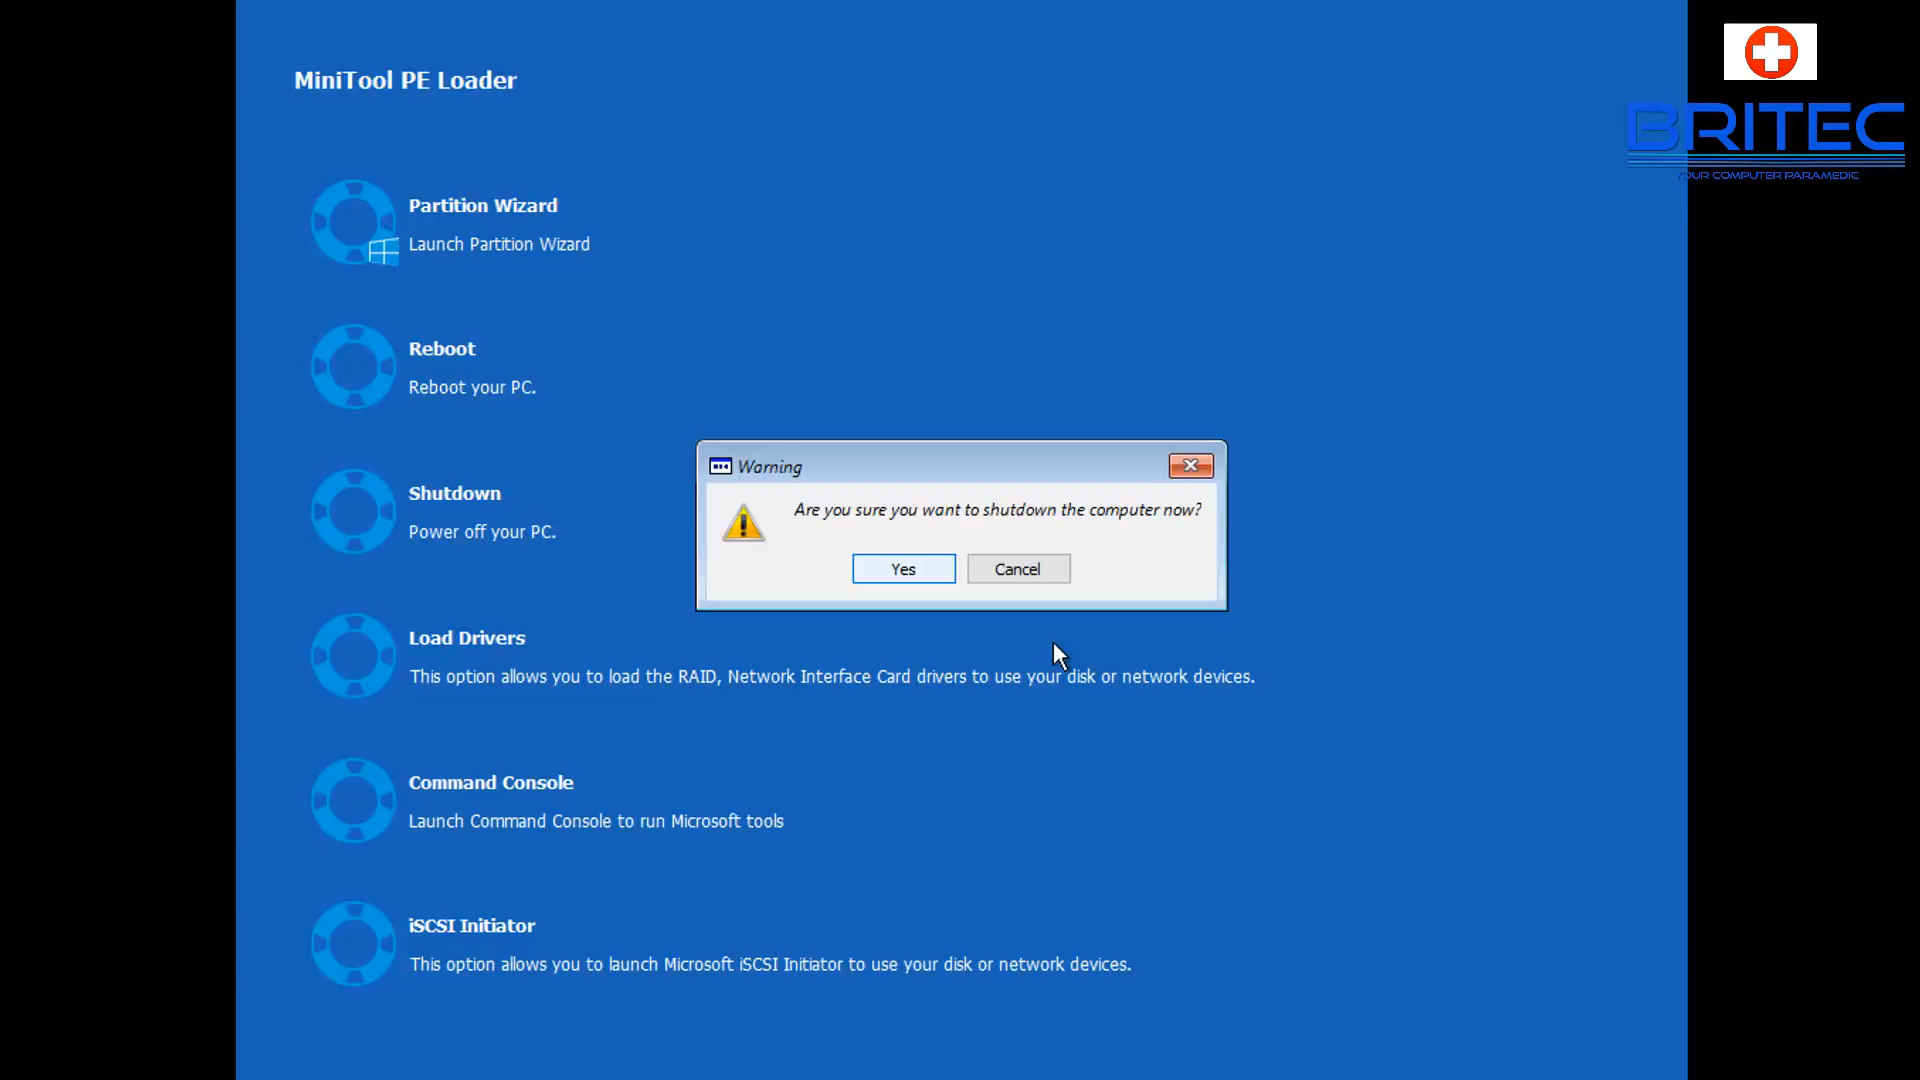 MiniTool PE Loader
BRITEC
YOUR COMPUTER PARAMEDIC
Partition Wizard
Launch Partition Wizard
Reboot
Reboot your PC.
Warning
Are you sure you want to shutdown the computer now?
Yes
Cancel
Shutdown
Power off your PC.
Load Drivers
This option allows you to load the RAID, Network Interface Card drivers to use your disk or network devices.
Command Console
Launch Command Console to run Microsoft tools
iSCSI Initiator
This option allows you to launch Microsoft iSCSI Initiator to use your disk or network devices.